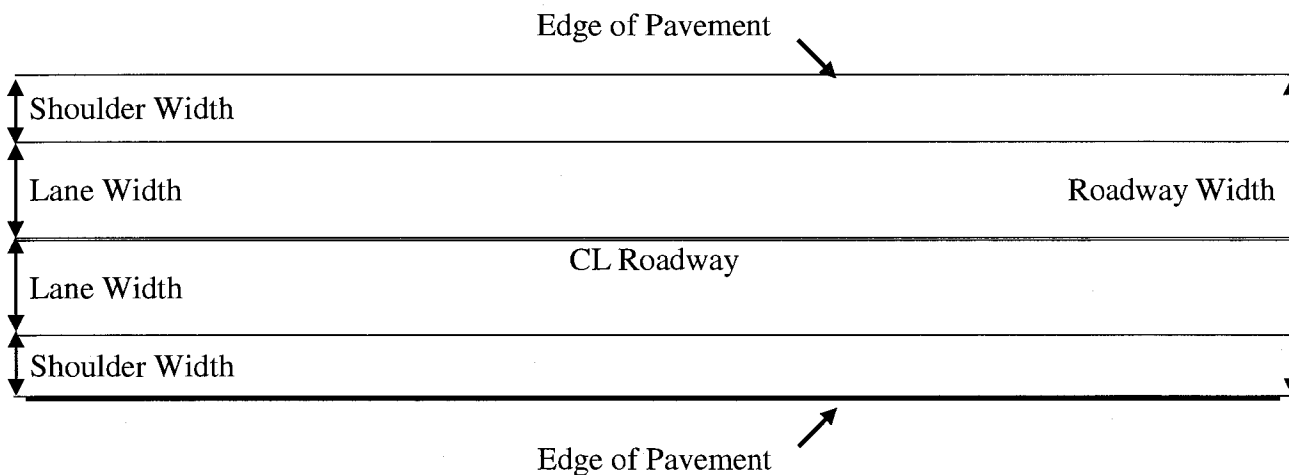 Edge of Pavement
Shoulder Width
Lane Width
Roadway Width
CL Roadway
Lane Width
Shoulder Width
Edge of Pavement